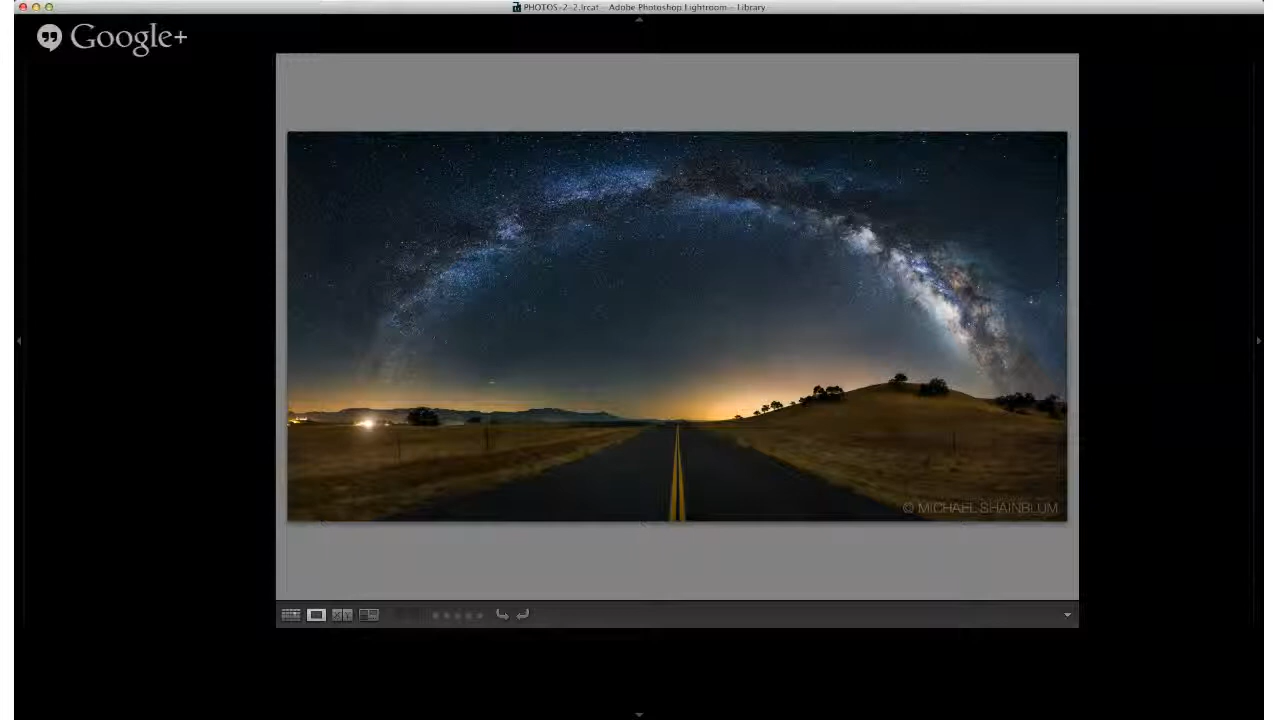 PHOTOS-2-2.lrcat - Adobe Photoshop Lightroom - Library
Google+
© MICHAEL SHAINBLUM
X Y